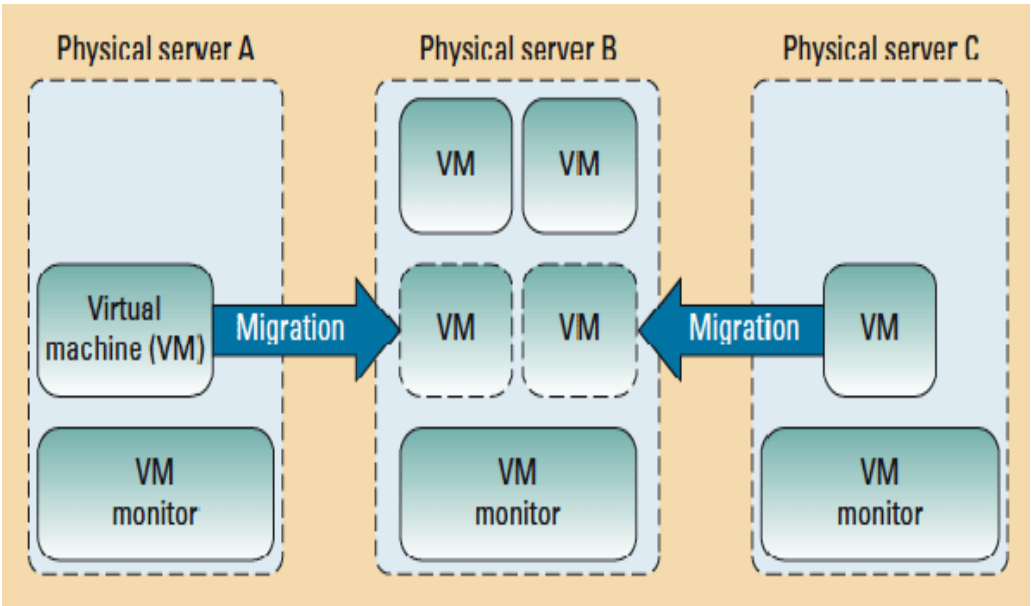 Physical server A
Physical server B
Physical server C
VM
VM
Virtual
machine (VM)
Migration
VM
VM
Migration
VM
VM
monitor
VM
monitor
VM
monitor